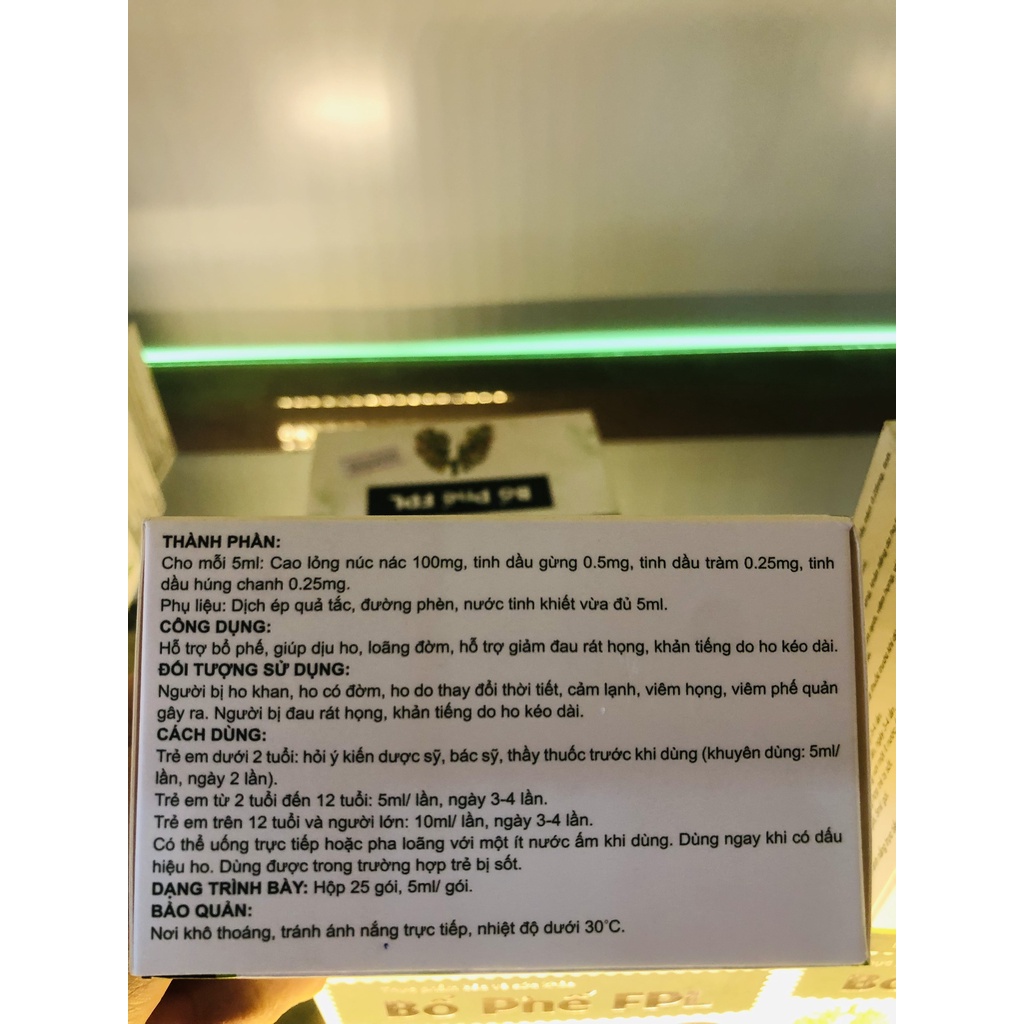 Bổ Phế FPL
THÀNH PHẦN:
Cho mỗi 5ml: Cao lỏng núc nác 100mg, tinh dầu gừng 0.5mg, tinh dầu tràm 0.25mg, tinh
dầu húng chanh 0.25mg.
Phụ liệu: Dịch ép quả tắc, đường phèn, nước tinh khiết vừa đủ 5ml.
CÔNG DỤNG:
Hỗ trợ bổ phế, giúp dịu ho, loãng đờm, hỗ trợ giảm đau rát họng, khản tiếng do ho kéo dài.
ĐỐI TƯỢNG SỬ DỤNG:
Người bị ho khan, ho có đờm, ho do thay đổi thời tiết, cảm lạnh, viêm họng, viêm phế quản
gây ra. Người bị đau rát họng, khản tiếng do ho kéo dài.
CÁCH DÙNG:
Trẻ em dưới 2 tuổi: hỏi ý kiến dược sỹ, bác sỹ, thầy thuốc trước khi dùng (khuyên dùng: 5ml/
lần, ngày 2 lần).
Trẻ em từ 2 tuổi đến 12 tuổi: 5ml/ lần, ngày 3-4 lần.
Trẻ em trên 12 tuổi và người lớn: 10ml/ lần, ngày 3-4 lần.
Có thể uống trực tiếp hoặc pha loãng với một ít nước ấm khi dùng. Dùng ngay khi có dấu
hiệu ho. Dùng được trong trường hợp trẻ bị sốt.
DẠNG TRÌNH BÀY: Hộp 25 gói, 5ml/ gói.
BẢO QUẢN:
Nơi khô thoáng, tránh ánh nắng trực tiếp, nhiệt độ dưới 30°C.
Thực phẩm bảo vệ sức khỏe
Bổ Phế FPL